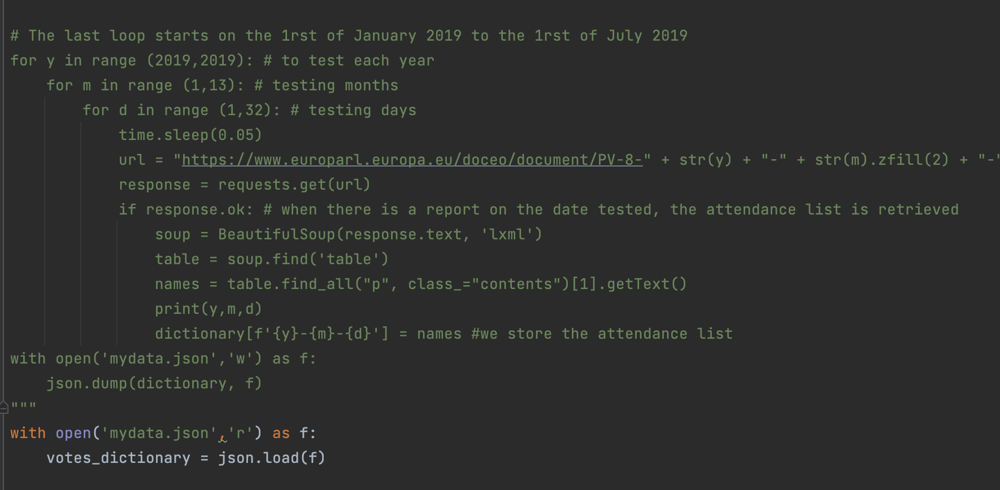 # The last loop starts on the 1rst of January 2019 to the 1rst of July 2019
for y in range (2019,2019): # to test each year
    for m in range (1,13): # testing months
        for d in range (1,32): # testing days
            time.sleep(0.05)
            url = "https://www.europarl.europa.eu/doceo/document/PV-8-" + str(y) + "-" + str(m).zfill(2) + "-"
            response = requests.get(url)
            if response.ok: # when there is a report on the date tested, the attendance list is retrieved
                soup = BeautifulSoup(response.text, 'lxml')
                table = soup.find('table')
                names = table.find_all("p", class_="contents")[1].getText()
                print(y,m,d)
                dictionary[f'{y}-{m}-{d}'] = names #we store the attendance list
with open('mydata.json','w') as f:
    json.dump(dictionary, f)
"""
with open('mydata.json','r') as f:
    votes_dictionary = json.load(f)